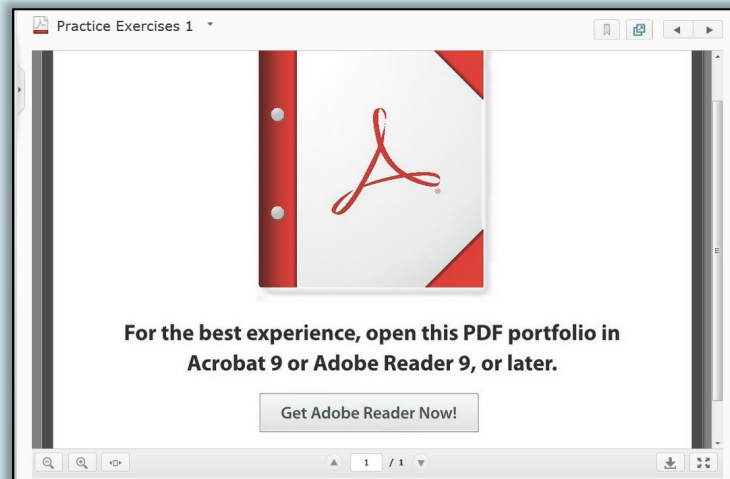 Practice Exercises 1
For the best experience, open this PDF portfolio in
Acrobat 9 or Adobe Reader 9, or later.
Get Adobe Reader Now!
1 / 1